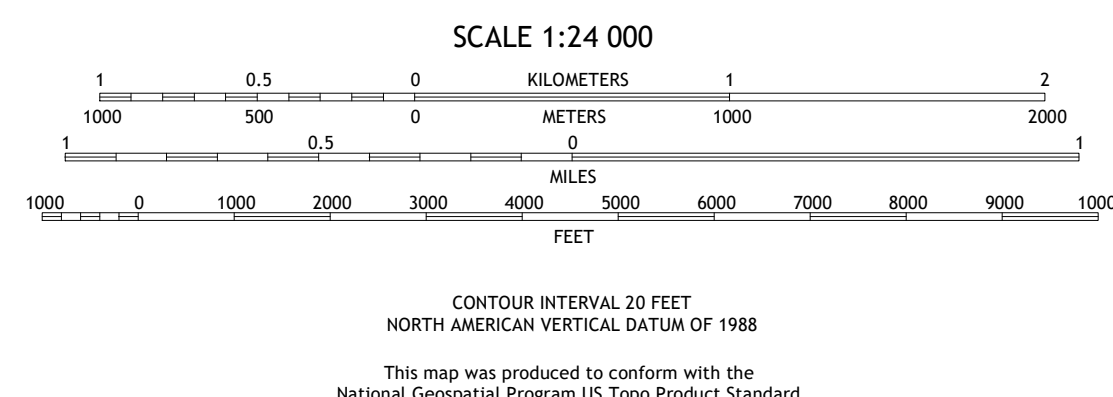 SCALE 1:24 000
1 0.5 0 KILOMETERS 1 2
1000 500 0 METERS 1000 2000
1 0.5 0 1
MILES
1000 0 1000 2000 3000 4000 5000 6000 7000 8000 9000 1000
FEET
CONTOUR INTERVAL 20 FEET
NORTH AMERICAN VERTICAL DATUM OF 1988
This map was produced to conform with the
National Geospatial Program US Topo Product Standard